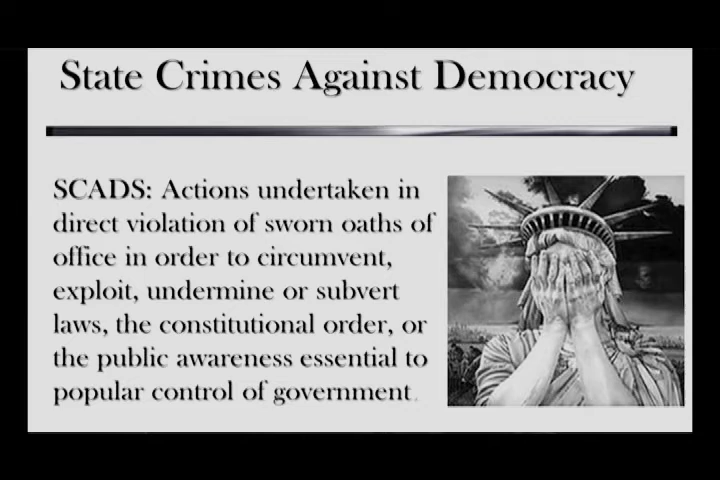 State Crimes Against Democracy
SCADS: Actions undertaken in
direct violation of sworn oaths of
office in order to circumvent,
exploit, undermine or subvert
laws, the constitutional order, or
the public awareness essential to
popular control of government.